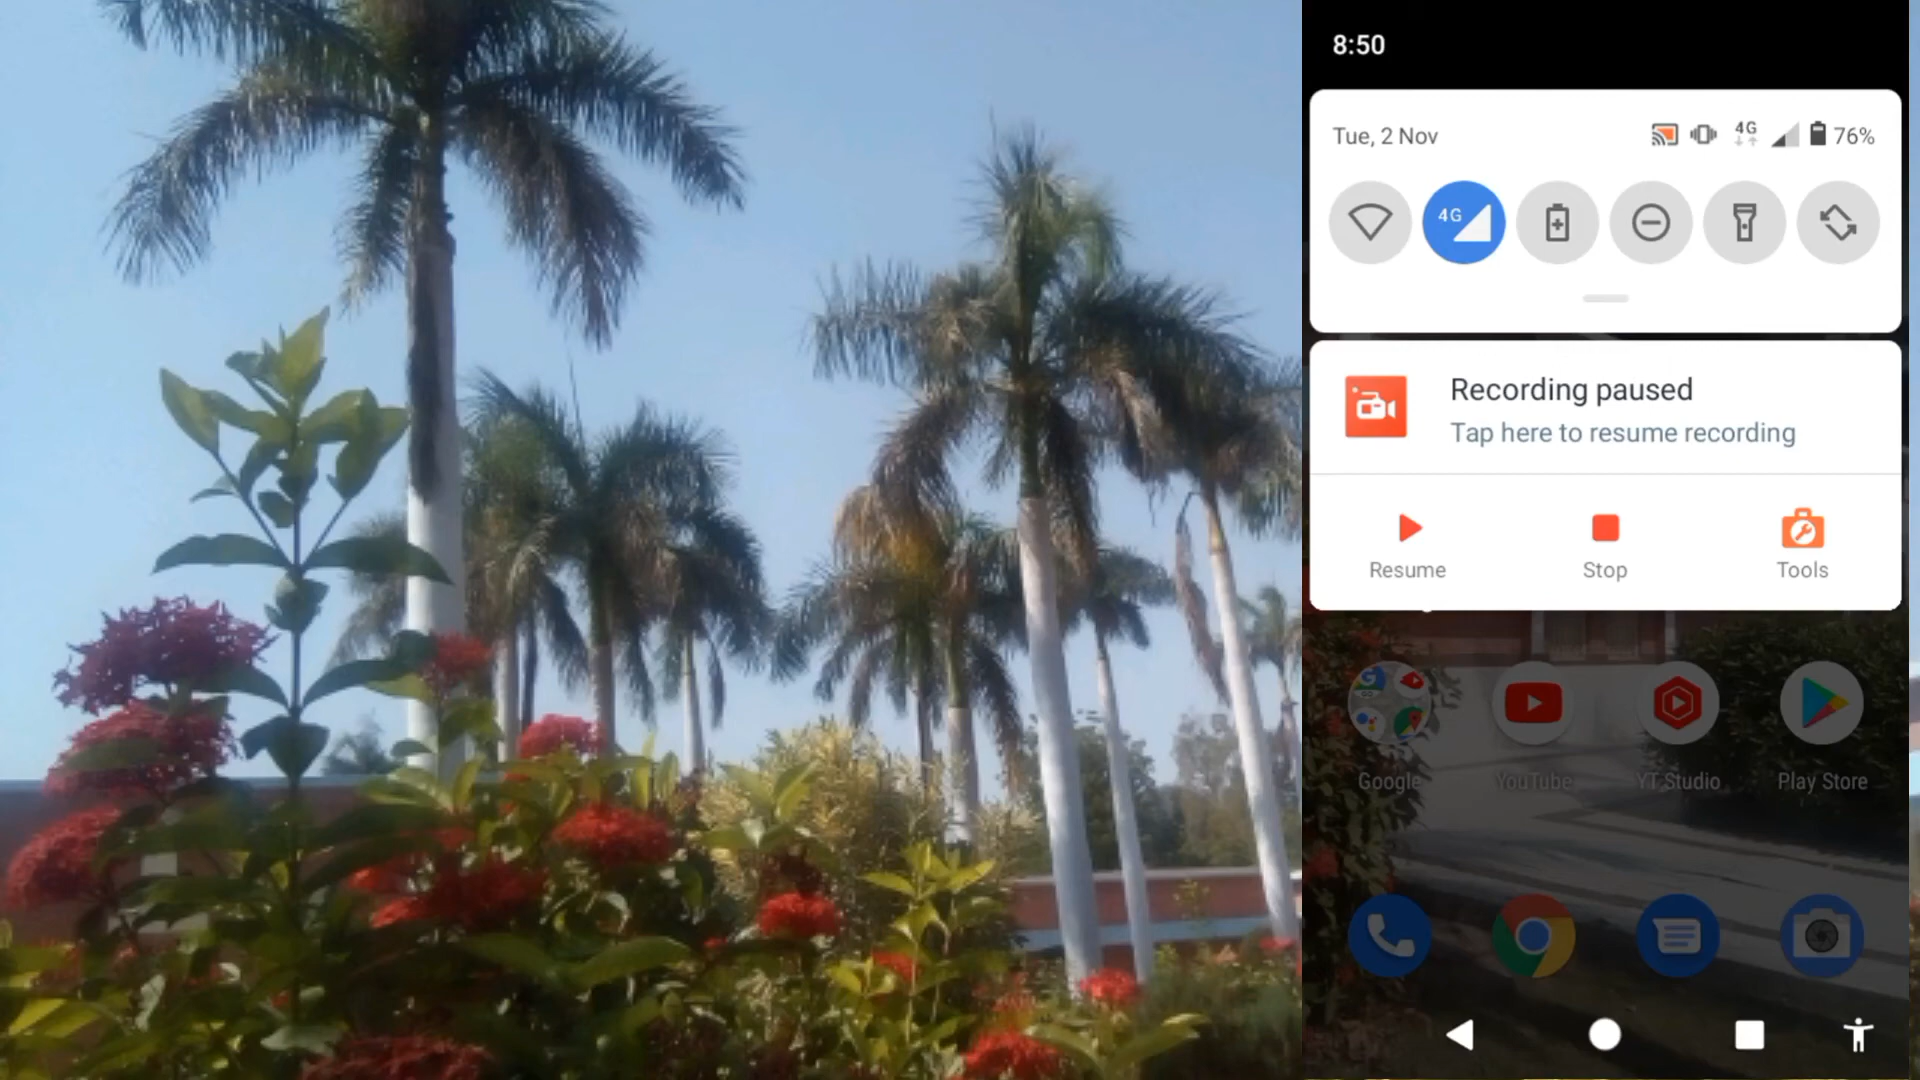 8:50
Tue, 2 Nov
4G
76%
4G
Recording paused
Tap here to resume recording
Resume
Stop
Tools
Google
YouTube
YT Studio
Play Store